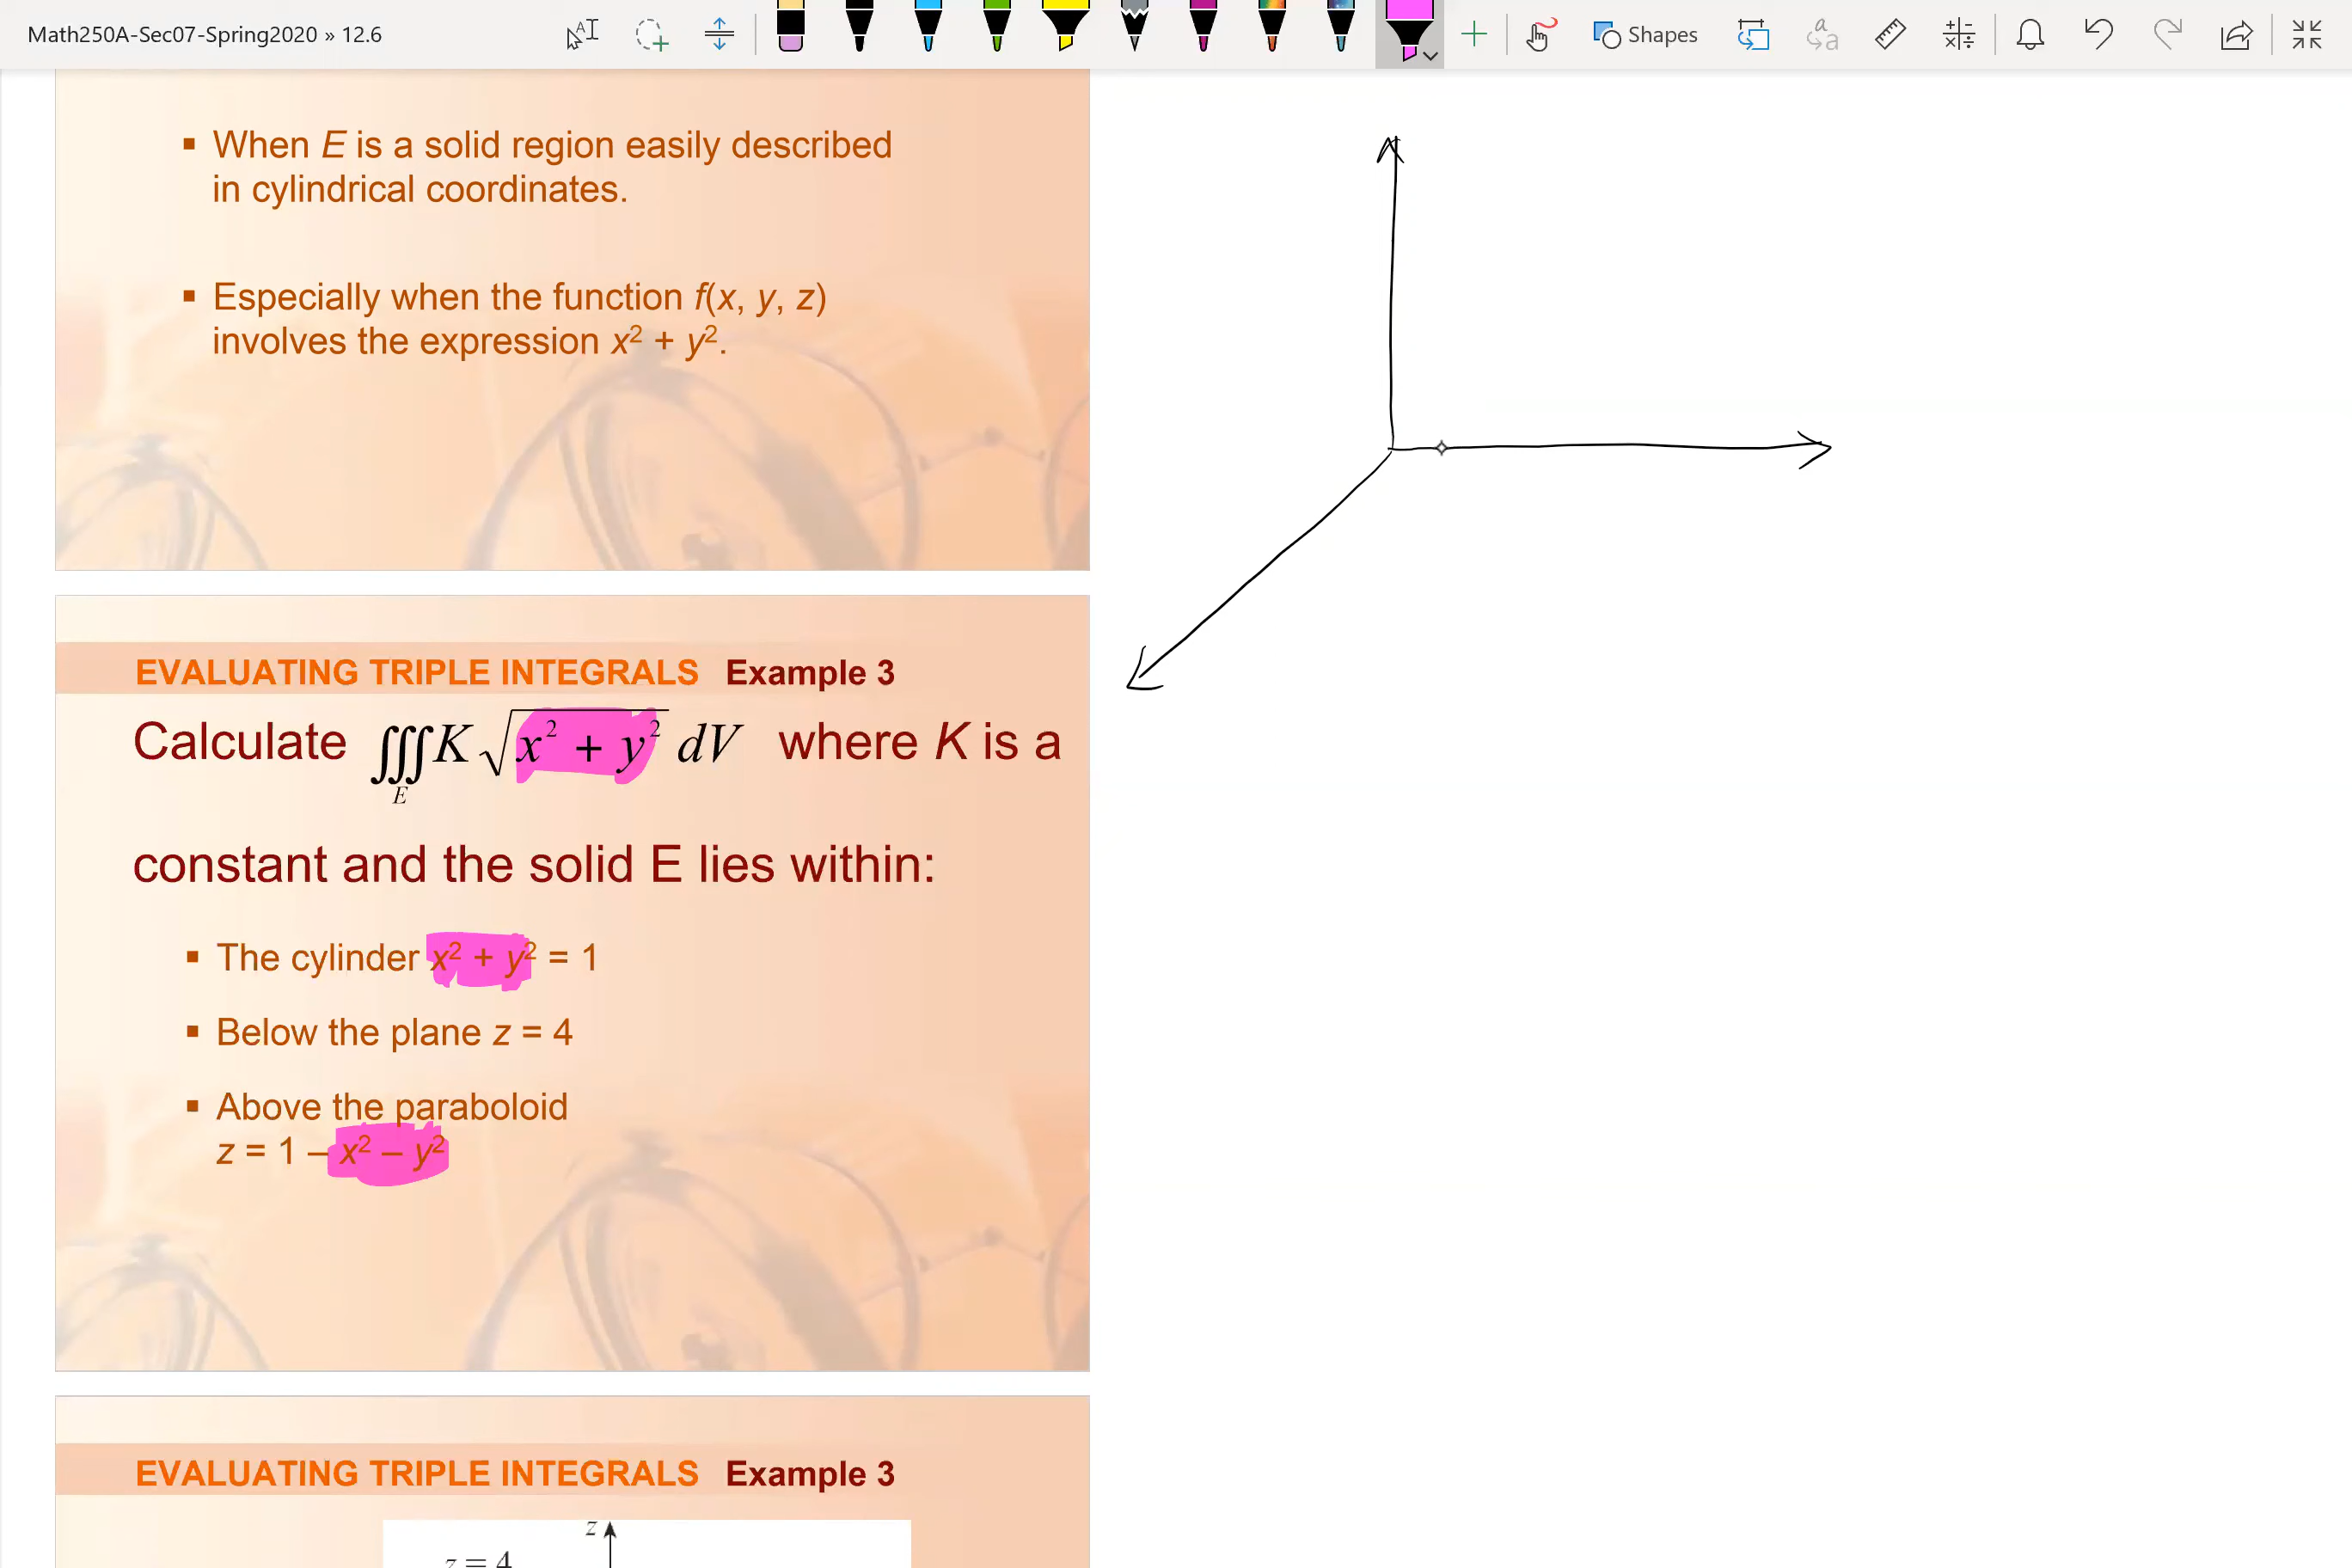 Math250A-Sec07-Spring2020 » 12.6
Shapes
▪ When E is a solid region easily described
in cylindrical coordinates.
▪ Especially when the function f(x, y, z)
involves the expression x² + y².
EVALUATING TRIPLE INTEGRALS Example 3
Calculate ∭_E K √(x² + y²) dV where K is a
constant and the solid E lies within:
▪ The cylinder x² + y² = 1
▪ Below the plane z = 4
▪ Above the paraboloid
z = 1 – x² – y²
EVALUATING TRIPLE INTEGRALS Example 3
z
z = 4